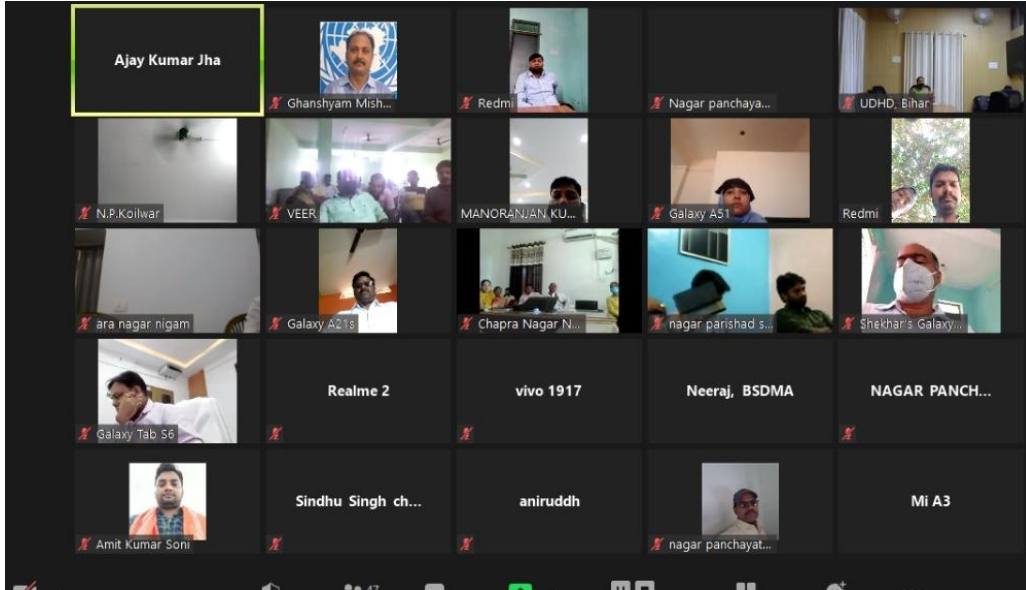 Ajay Kumar Jha
Ghanshyam Mish...
Redmi
Nagar panchaya...
UDHD, Bihar
N.P.Koilwar
VEER
MANORANJAN KU...
Galaxy A51
Redmi
ara nagar nigam
Galaxy A21s
Chapra Nagar N...
nagar parishad s...
Shekhar's Galaxy...
Galaxy Tab S6
Realme 2
vivo 1917
Neeraj, BSDMA
NAGAR PANCH...
Amit Kumar Soni
Sindhu Singh ch...
aniruddh
nagar panchayat...
Mi A3
47